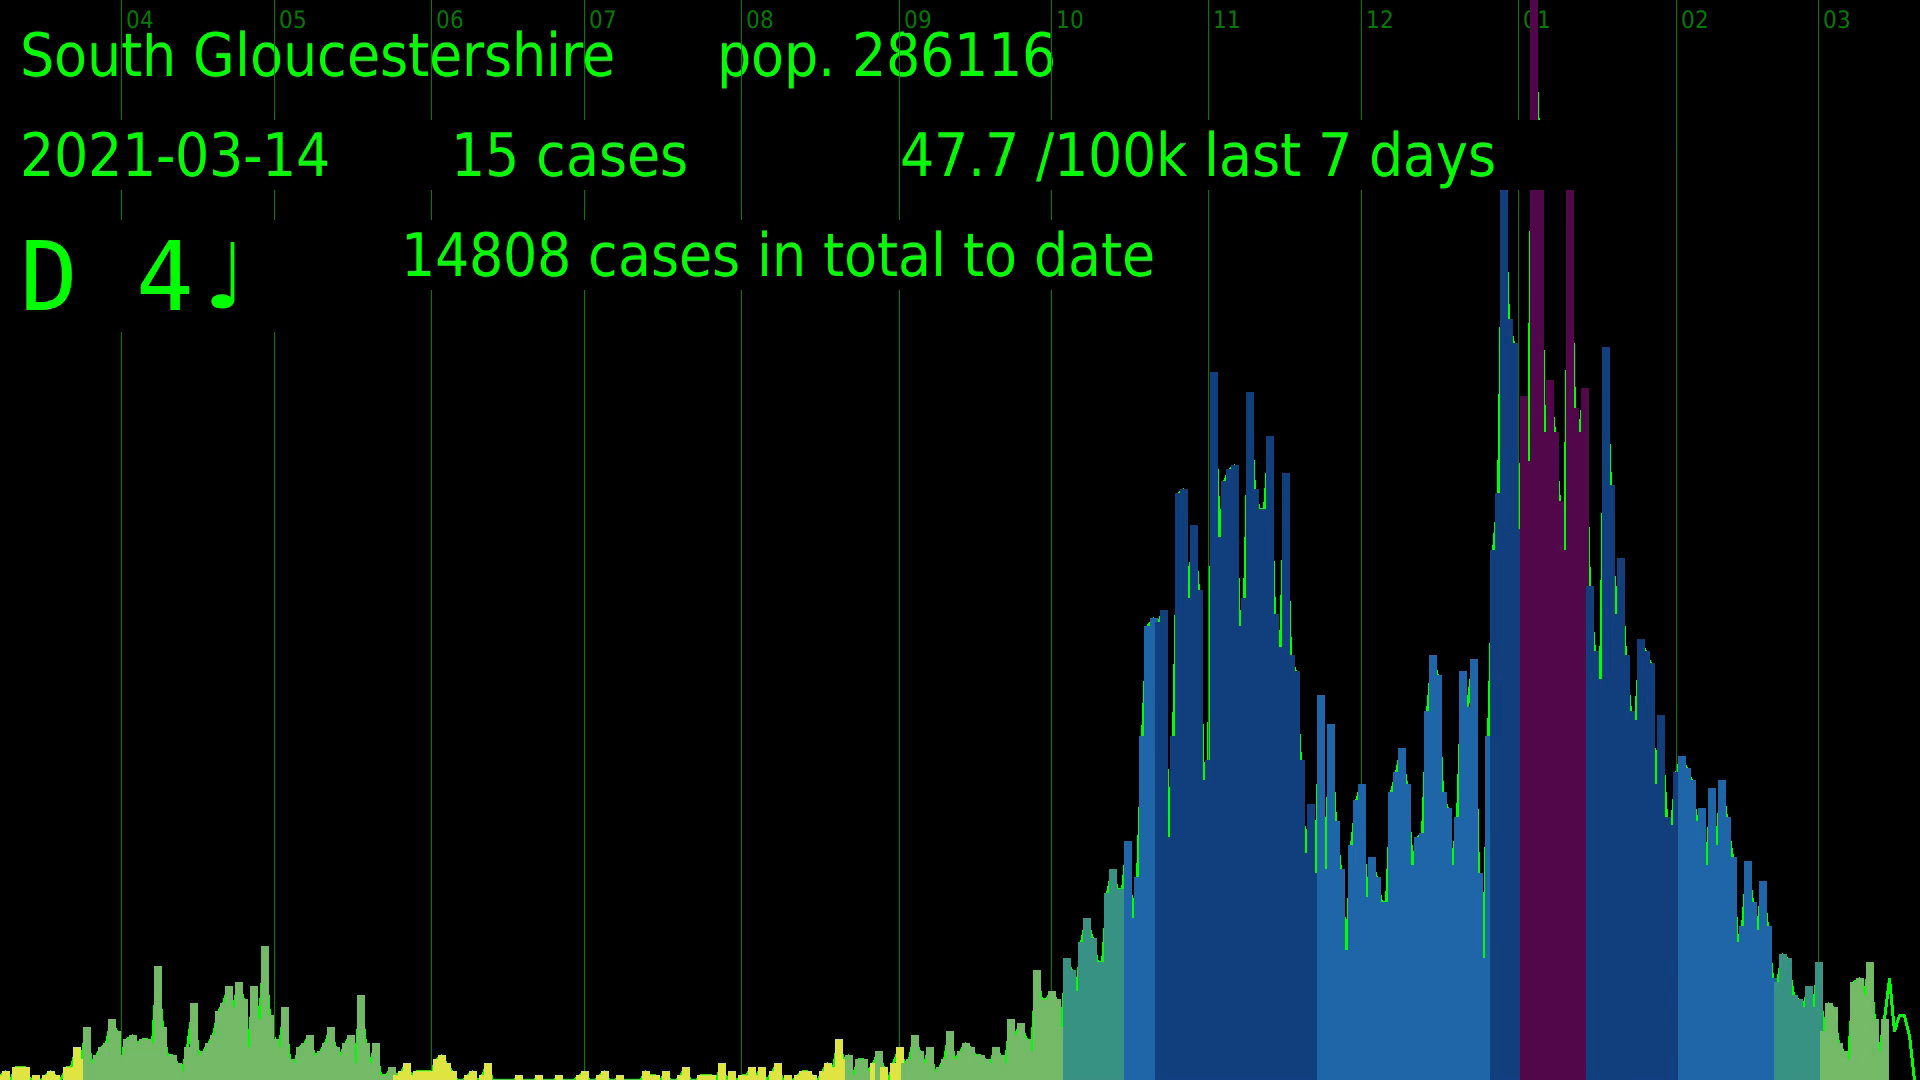 04 05 06 07 08 09 10 11 12 01 02 03
South Gloucestershire pop. 286116
2021-03-14 15 cases 47.7 /100k last 7 days
D 4♩ 14808 cases in total to date